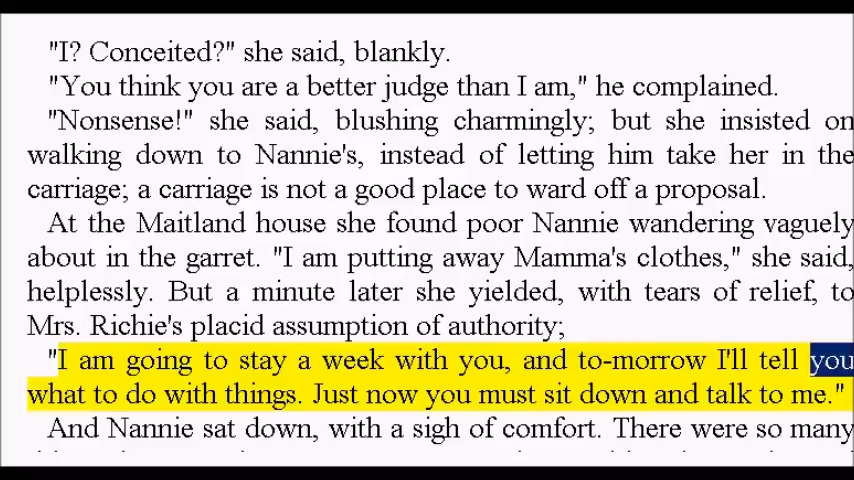 "I? Conceited?" she said, blankly.
"You think you are a better judge than I am," he complained.
"Nonsense!" she said, blushing charmingly; but she insisted on
walking down to Nannie's, instead of letting him take her in the
carriage; a carriage is not a good place to ward off a proposal.
At the Maitland house she found poor Nannie wandering vaguely
about in the garret. "I am putting away Mamma's clothes," she said,
helplessly. But a minute later she yielded, with tears of relief, to
Mrs. Richie's placid assumption of authority;
"I am going to stay a week with you, and to-morrow I'll tell you
what to do with things. Just now you must sit down and talk to me."
And Nannie sat down, with a sigh of comfort. There were so many